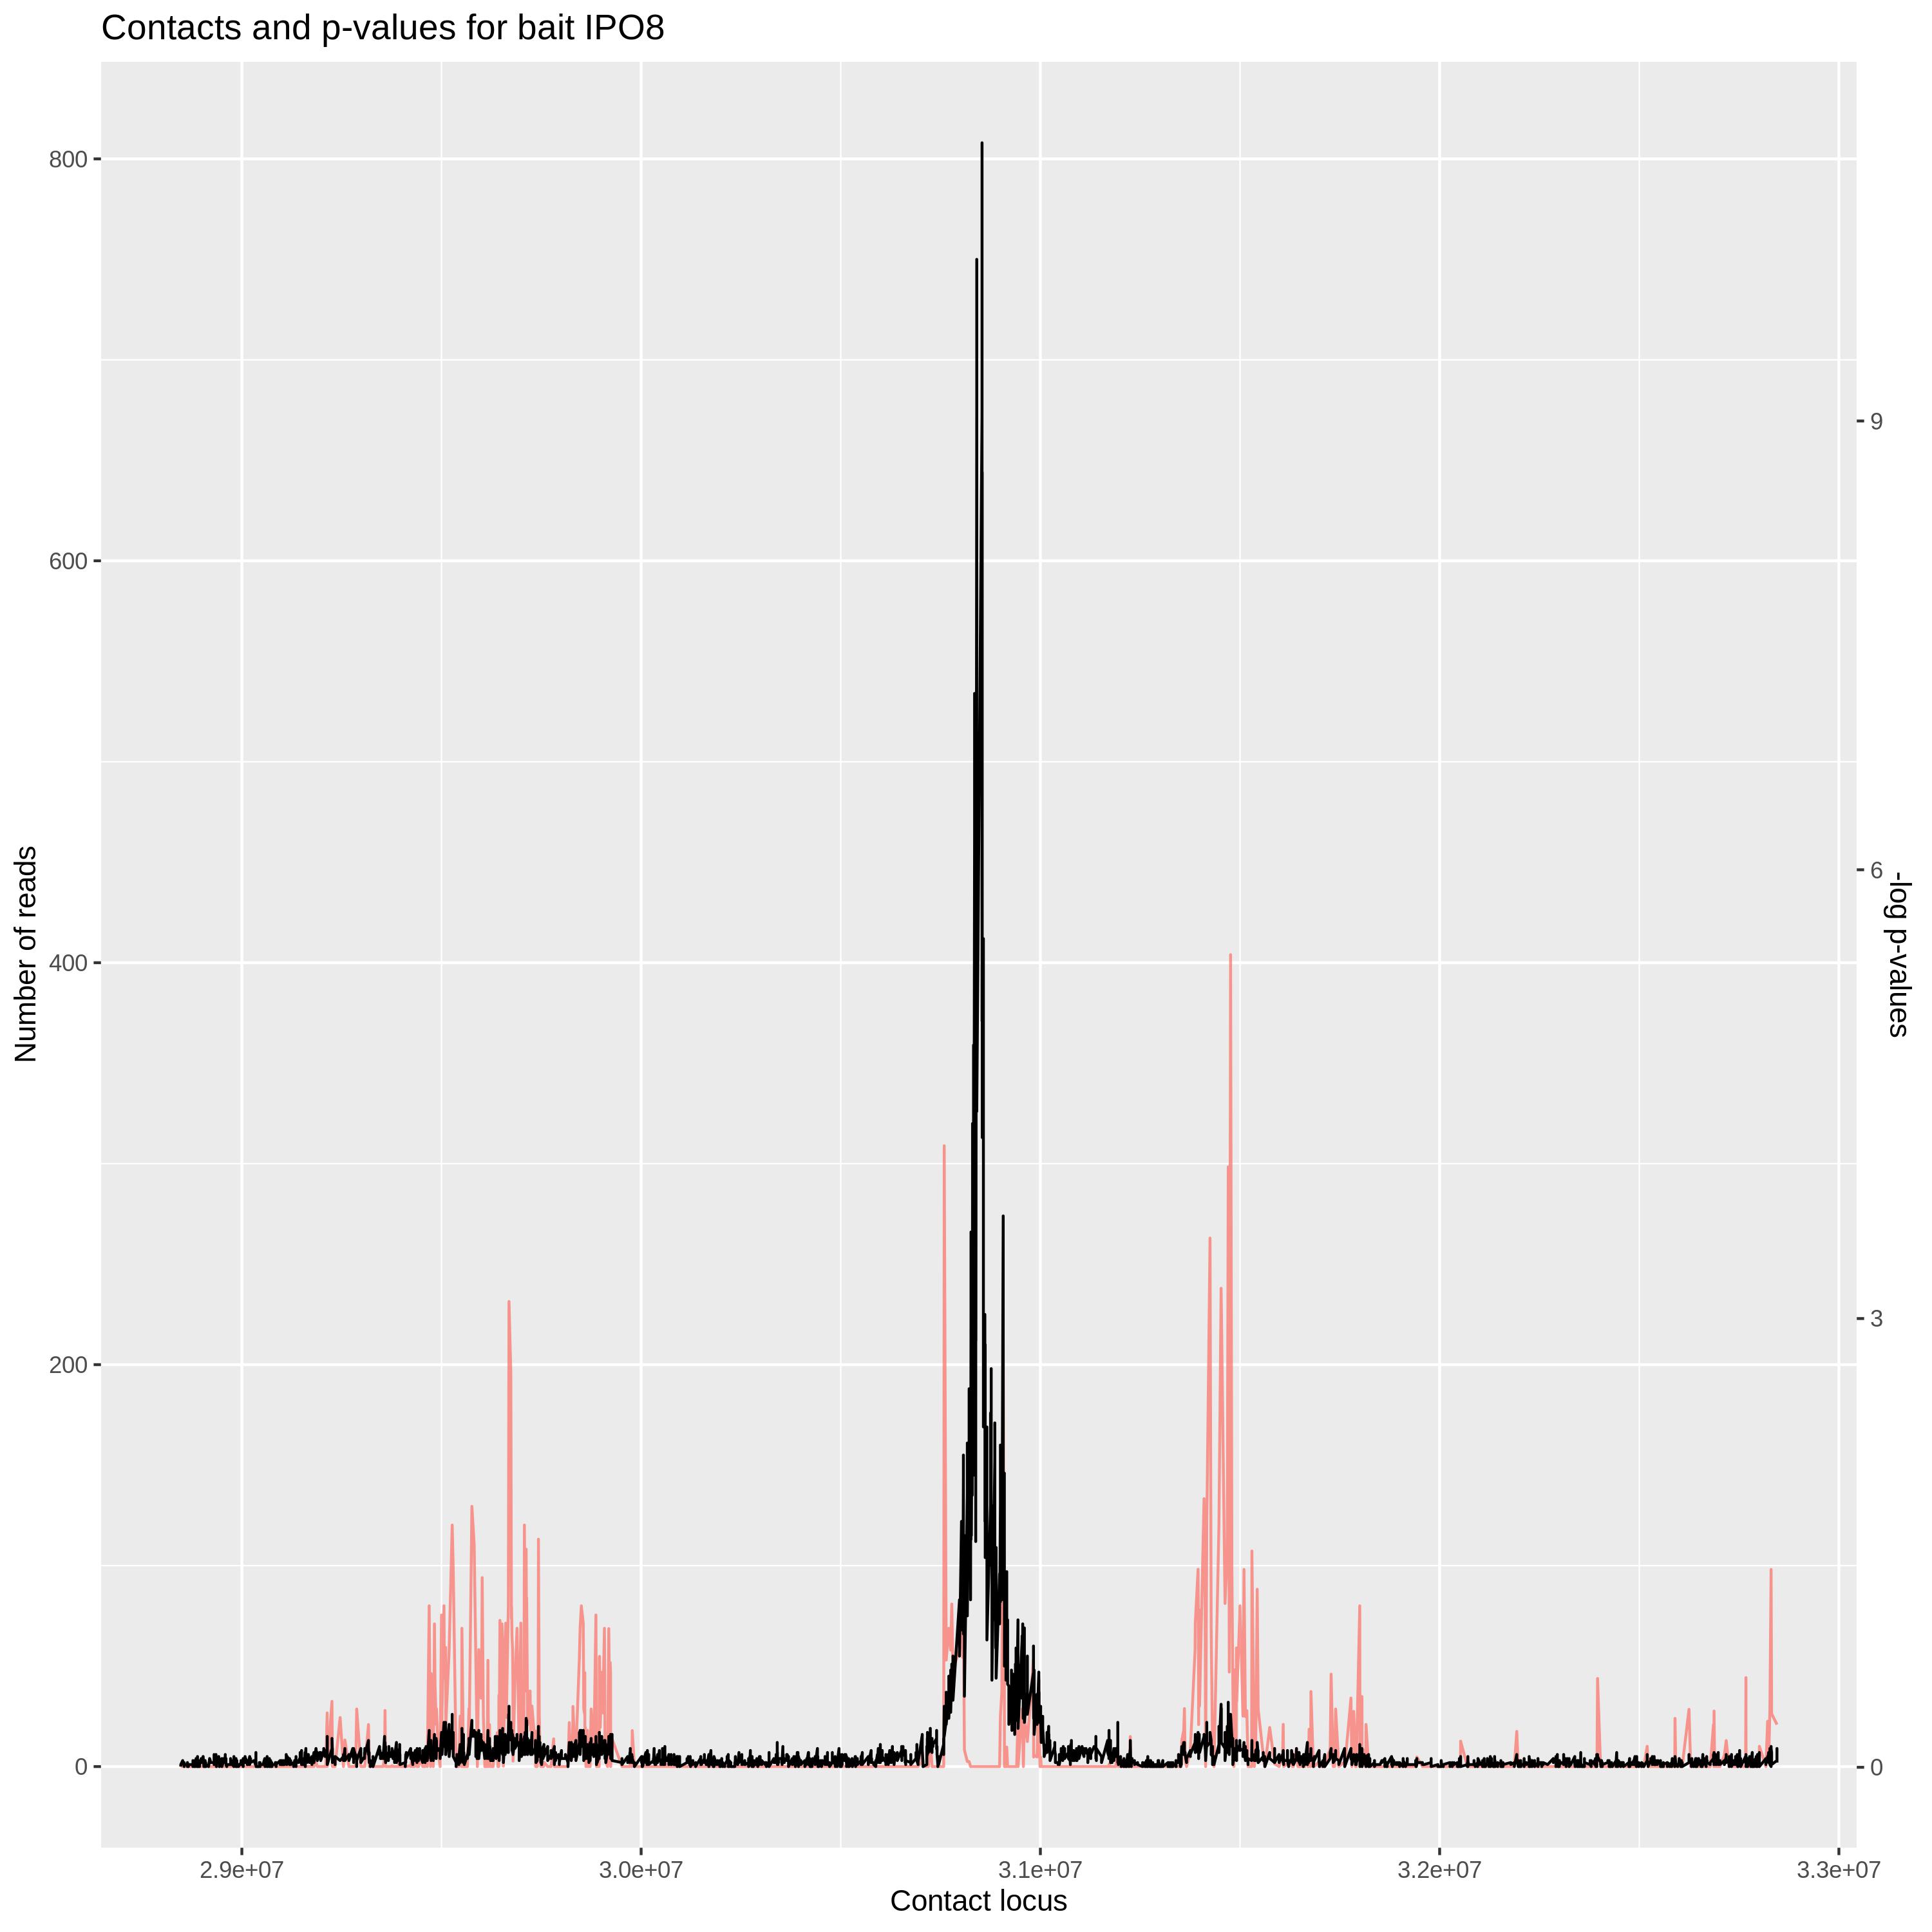 Contacts and p-values for bait IPO8
800
600
400
200
0
Number of reads
9
6
3
0
-log p-values
2.9e+07
3.0e+07
3.1e+07
3.2e+07
3.3e+07
Contact locus